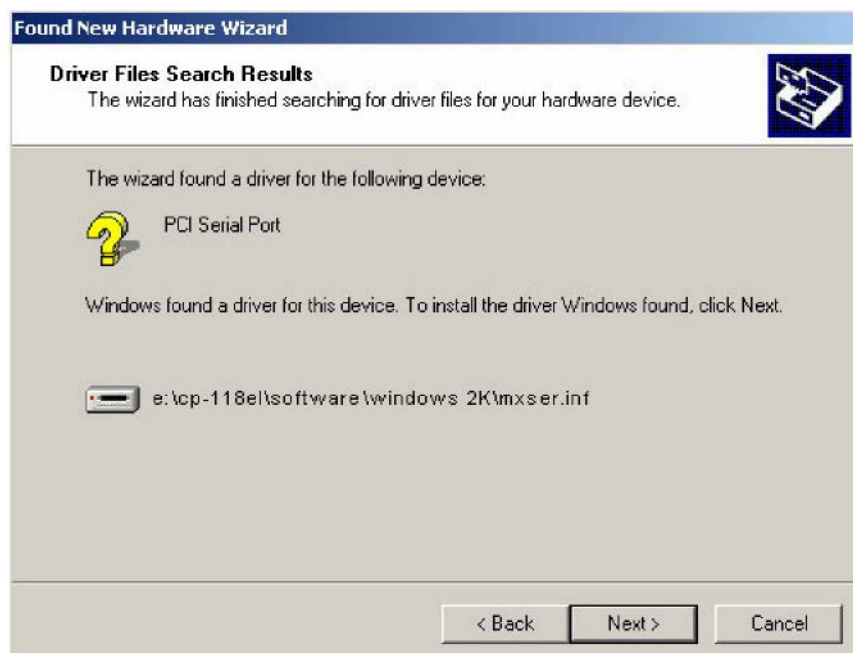 Found New Hardware Wizard
Driver Files Search Results
The wizard has finished searching for driver files for your hardware device.
The wizard found a driver for the following device:
PCI Serial Port
Windows found a driver for this device. To install the driver Windows found, click Next.
e:\cp-118el\software\windows 2K\mxser.inf
< Back Next > Cancel